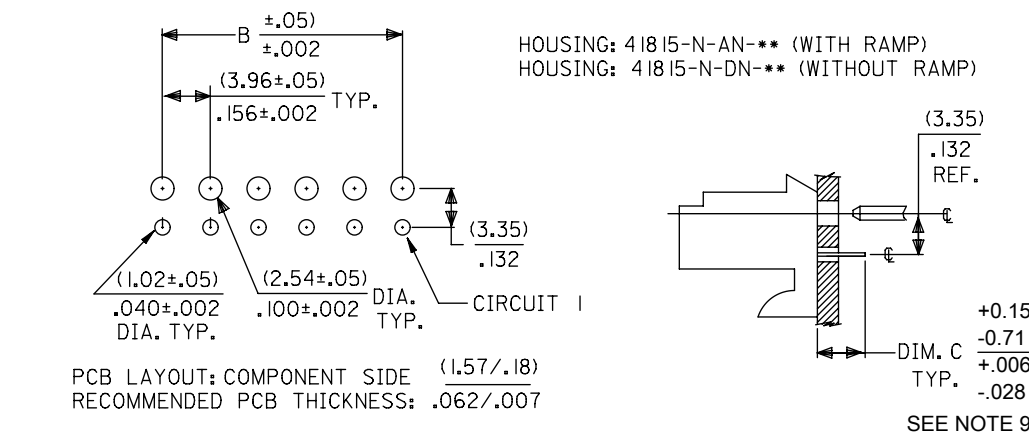 B ±.05)
±.002
(3.96±.05)
.156±.002 TYP.
HOUSING: 41815-N-AN-** (WITH RAMP)
HOUSING: 41815-N-DN-** (WITHOUT RAMP)
(3.35)
.132
REF.
(3.35)
.132
℄
℄
(1.02±.05)
.040±.002
DIA. TYP.
(2.54±.05)
.100±.002
DIA.
TYP.
CIRCUIT 1
DIM. C
TYP.
+0.15
-0.71
+.006
-.028
SEE NOTE 9
PCB LAYOUT: COMPONENT SIDE (1.57/.18)
RECOMMENDED PCB THICKNESS: .062/.007